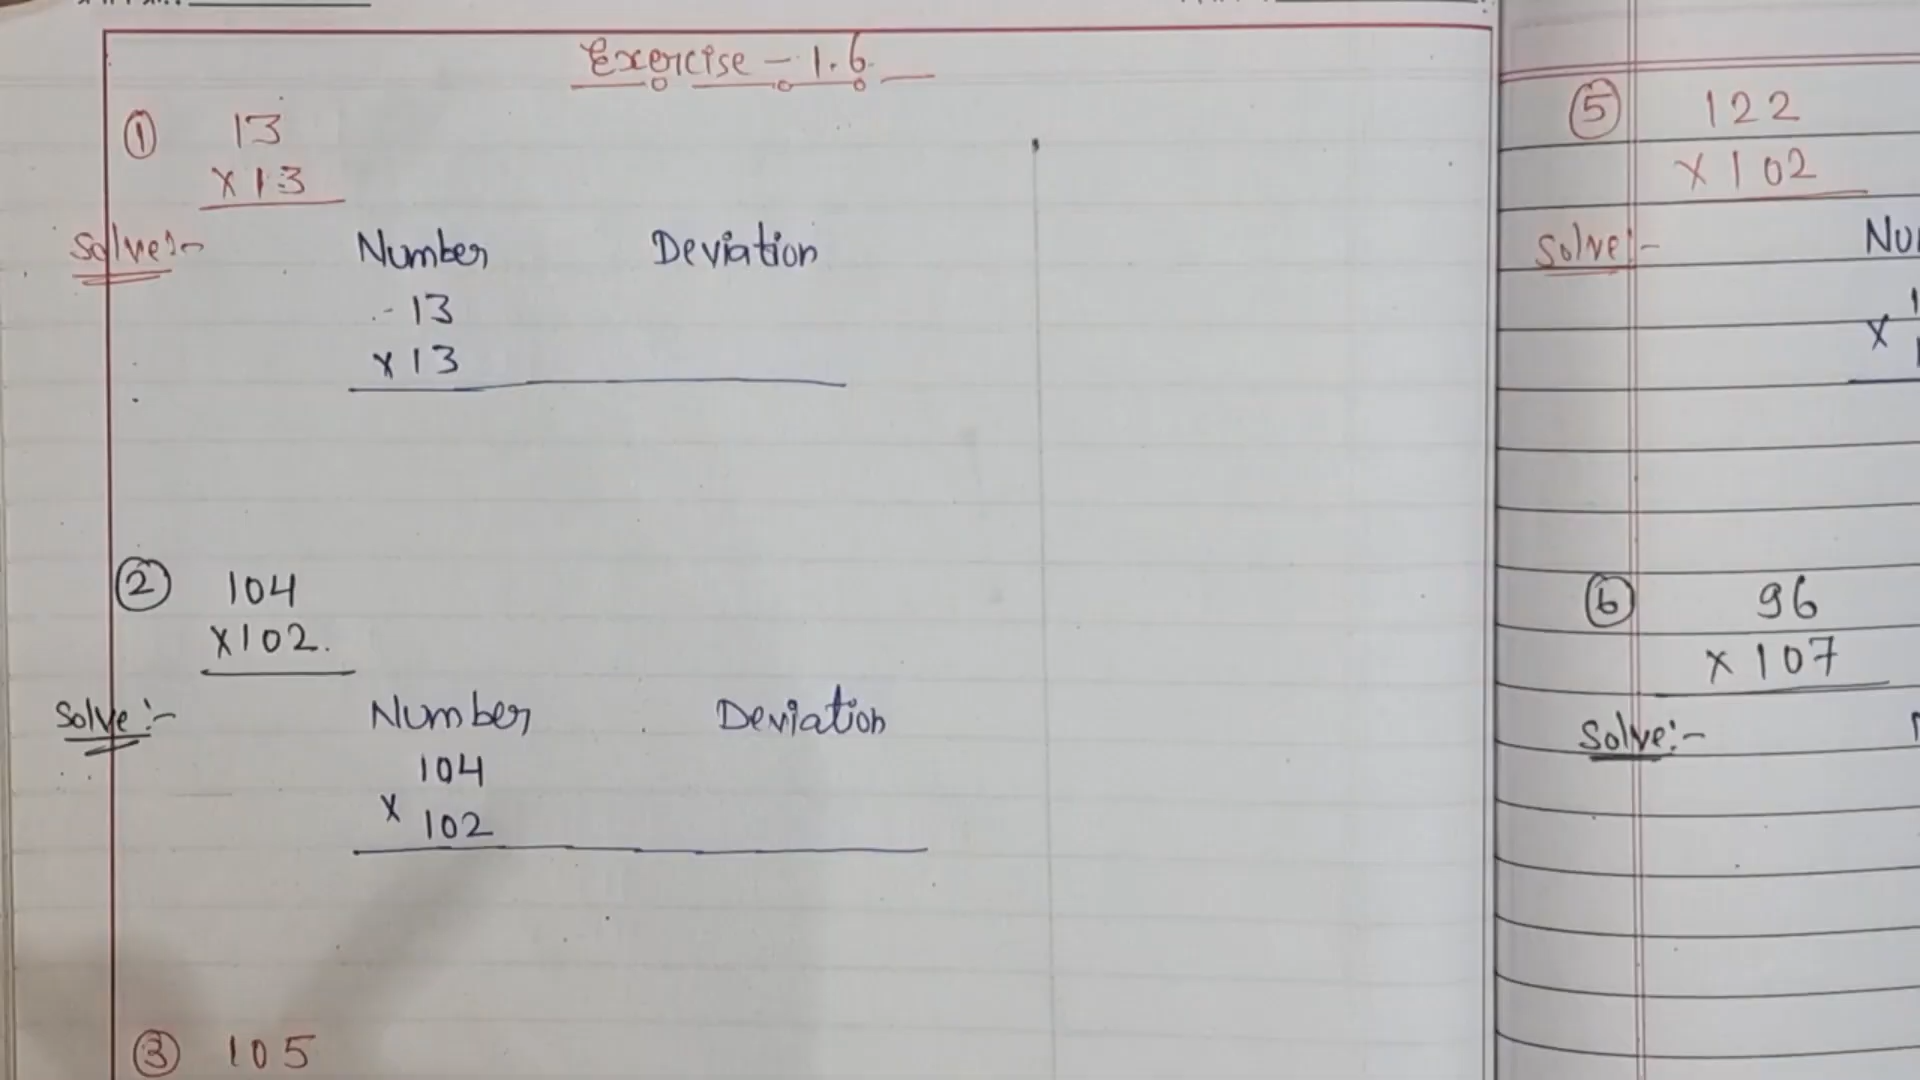 Exercise - 1.6
① 13
× 13
Solve:-
Number Deviation
13
× 13
② 104
× 102.
Solve:-
Number Deviation
104
× 102
③ 105
⑤ 122
× 102
Solve:-
×
⑥ 96
× 107
Solve:-